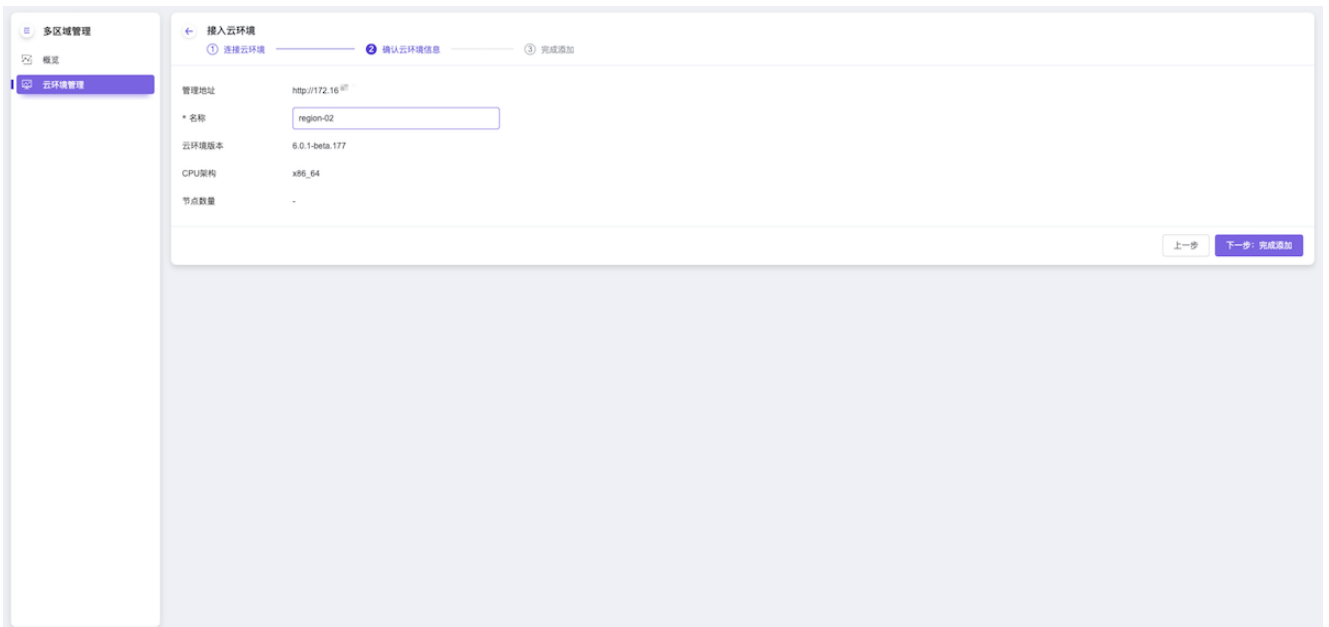 多区域管理
概览
云环境管理
接入云环境
1 连接云环境 2 确认云环境信息 3 完成添加
管理地址 http://172.16
* 名称 region-02
云环境版本 6.0.1-beta.177
CPU架构 x86_64
节点数量 -
上一步 下一步：完成添加